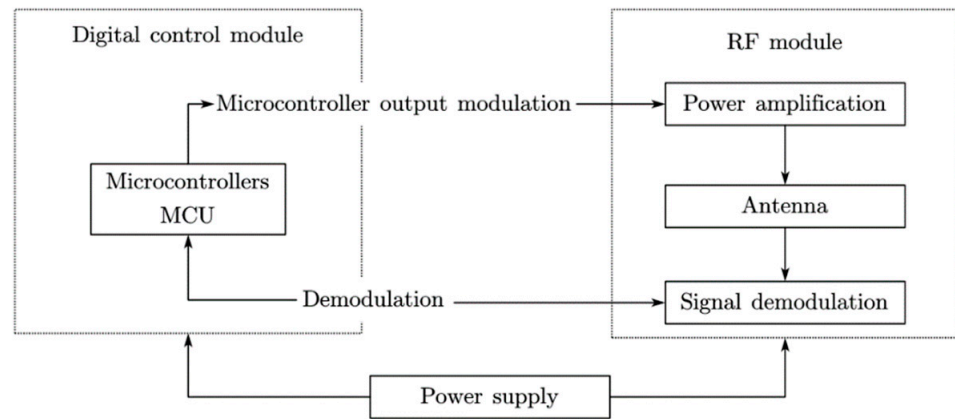 Digital control module
RF module
Microcontroller output modulation
Power amplification
Microcontrollers
MCU
Antenna
Demodulation
Signal demodulation
Power supply